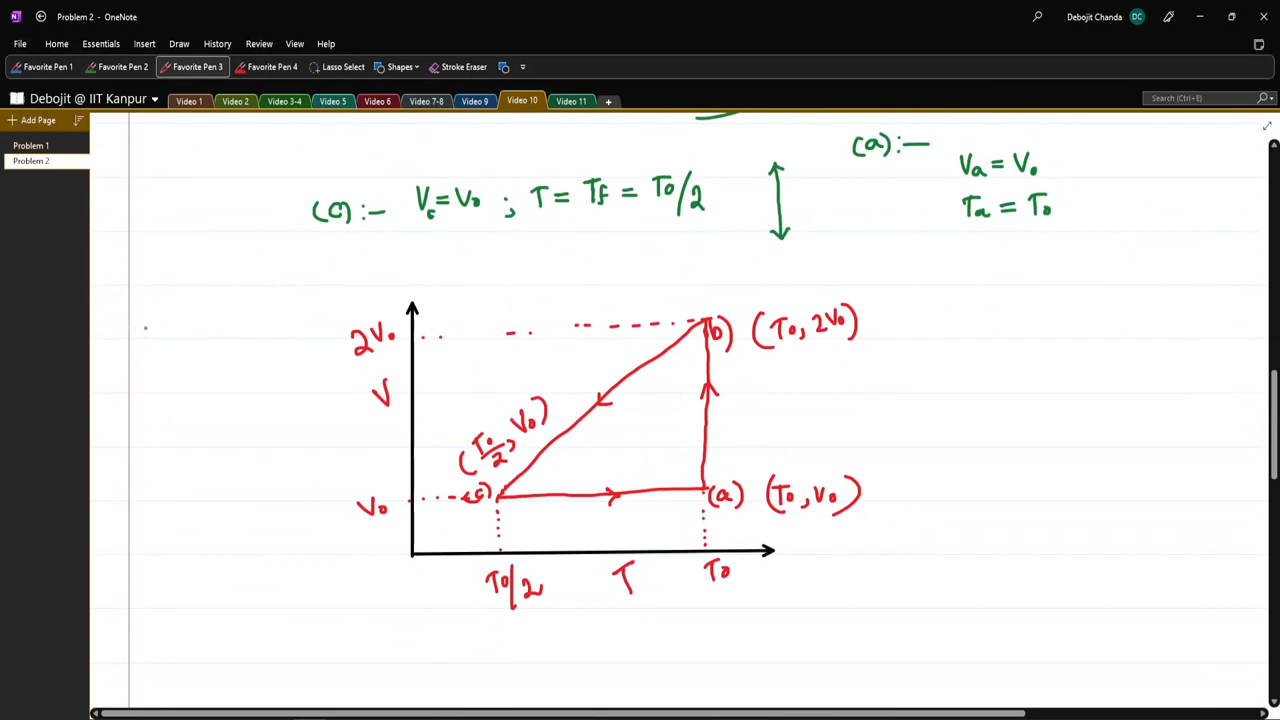 Problem 2 - OneNote
Debojit Chanda DC
File Home Essentials Insert Draw History Review View Help
Favorite Pen 1 Favorite Pen 2 Favorite Pen 3 Favorite Pen 4 Lasso Select Shapes Stroke Eraser
Debojit @ IIT Kanpur Video 1 Video 2 Video 3-4 Video 5 Video 6 Video 7-8 Video 9 Video 10 Video 11 Search (Ctrl+E)
Add Page
Problem 1
Problem 2
(a):-
Va = V0
Ta = T0
(c):- Vc = V0 ; T = Tf = T0/2
2V0
b) (T0, 2V0)
V
(T0/2, V0)
V0
(c)
(a) (T0, V0)
T0/2
T
T0